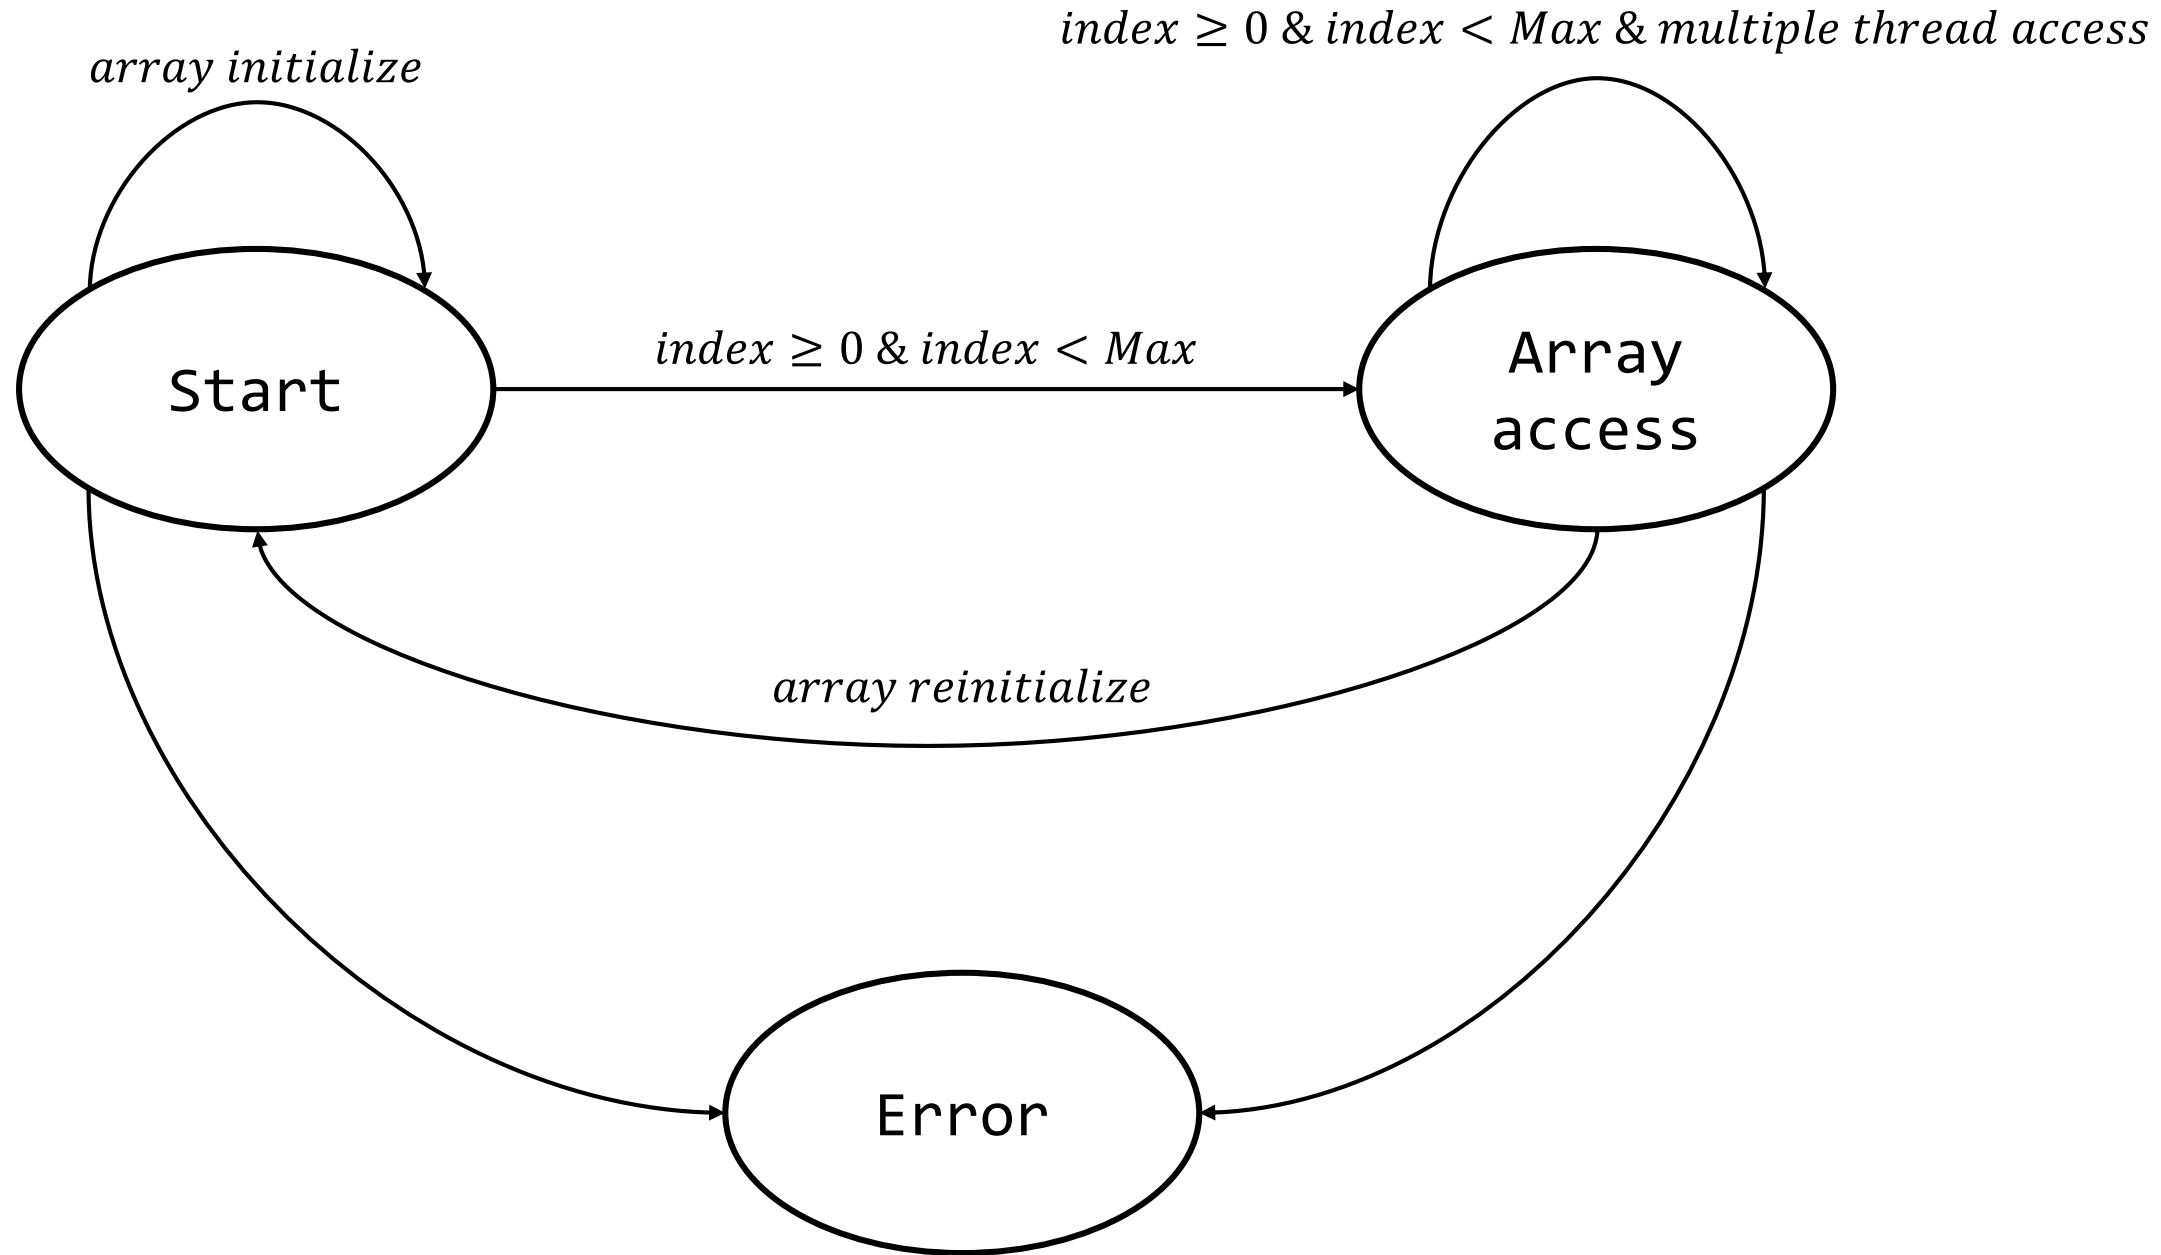 index ≥ 0 & index < Max & multiple thread access
array initialize
index ≥ 0 & index < Max
Start
Array
access
array reinitialize
Error